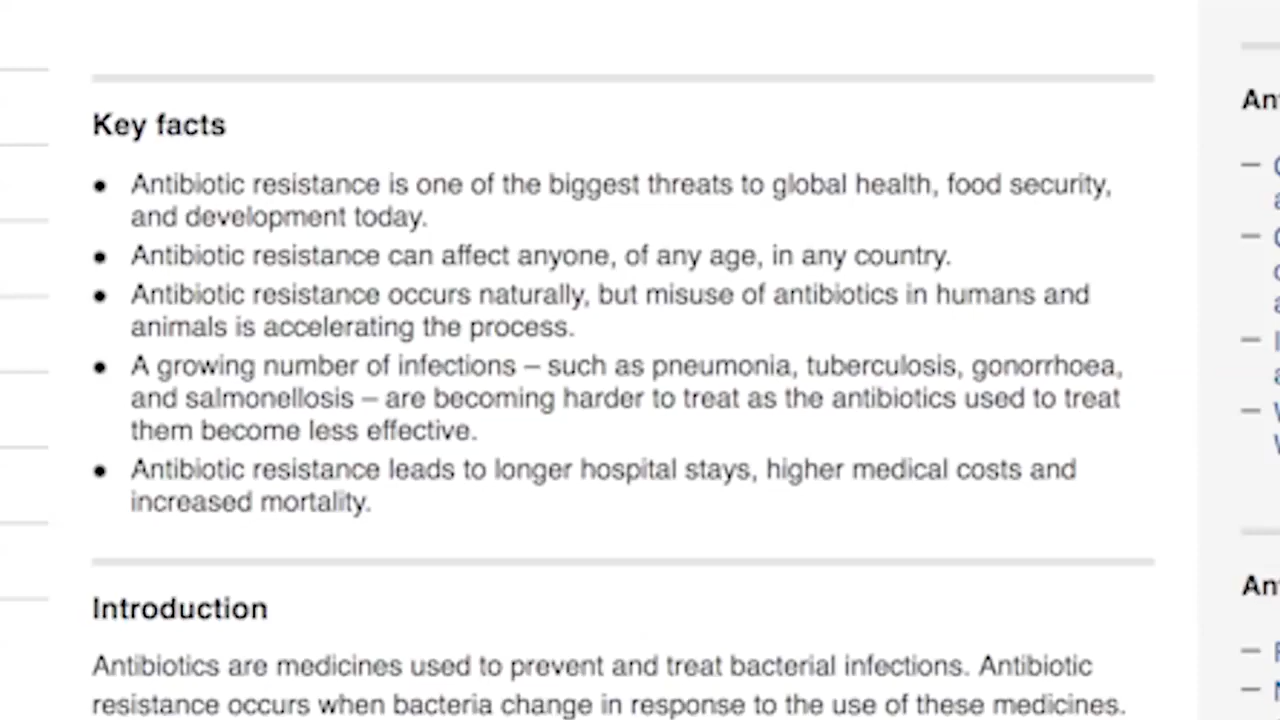 Key facts
Antibiotic resistance is one of the biggest threats to global health, food security,
and development today.
Antibiotic resistance can affect anyone, of any age, in any country.
Antibiotic resistance occurs naturally, but misuse of antibiotics in humans and
animals is accelerating the process.
A growing number of infections – such as pneumonia, tuberculosis, gonorrhoea,
and salmonellosis – are becoming harder to treat as the antibiotics used to treat
them become less effective.
Antibiotic resistance leads to longer hospital stays, higher medical costs and
increased mortality.
Introduction
Antibiotics are medicines used to prevent and treat bacterial infections. Antibiotic
resistance occurs when bacteria change in response to the use of these medicines.